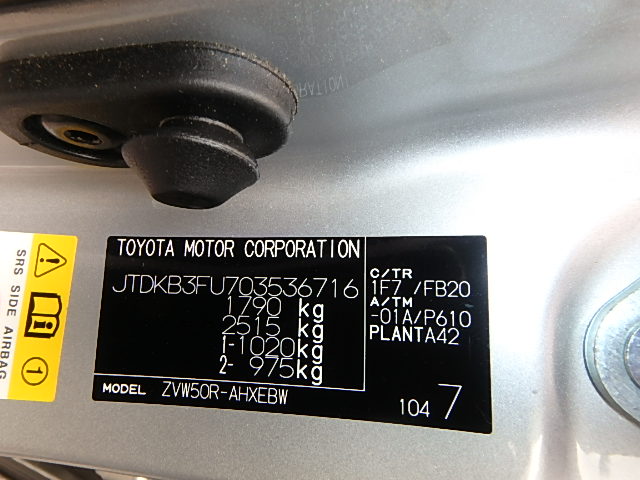 TOYOTA MOTOR CORPORATION
JTDKB3FU703536716
1790 kg
2515 kg
1-1020kg
2- 975kg
C/TR
1F7 /FB20
A/TM
-01A/P610
PLANTA42
MODEL ZVW50R-AHXEBW
104 7
SRS SIDE AIRBAG
1